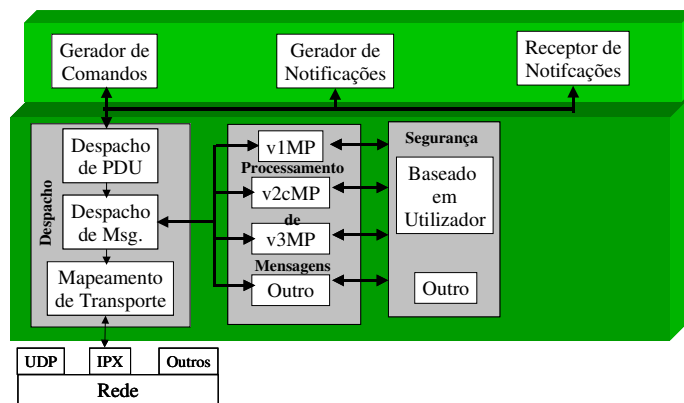 Gerador de
Comandos
Gerador de
Notificações
Receptor de
Notifcações
Despacho
Despacho
de PDU
Despacho
de Msg.
Mapeamento
de Transporte
v1MP
Processamento
v2cMP
de
v3MP
Mensagens
Outro
Segurança
Baseado
em
Utilizador
Outro
UDP
IPX
Outros
Rede